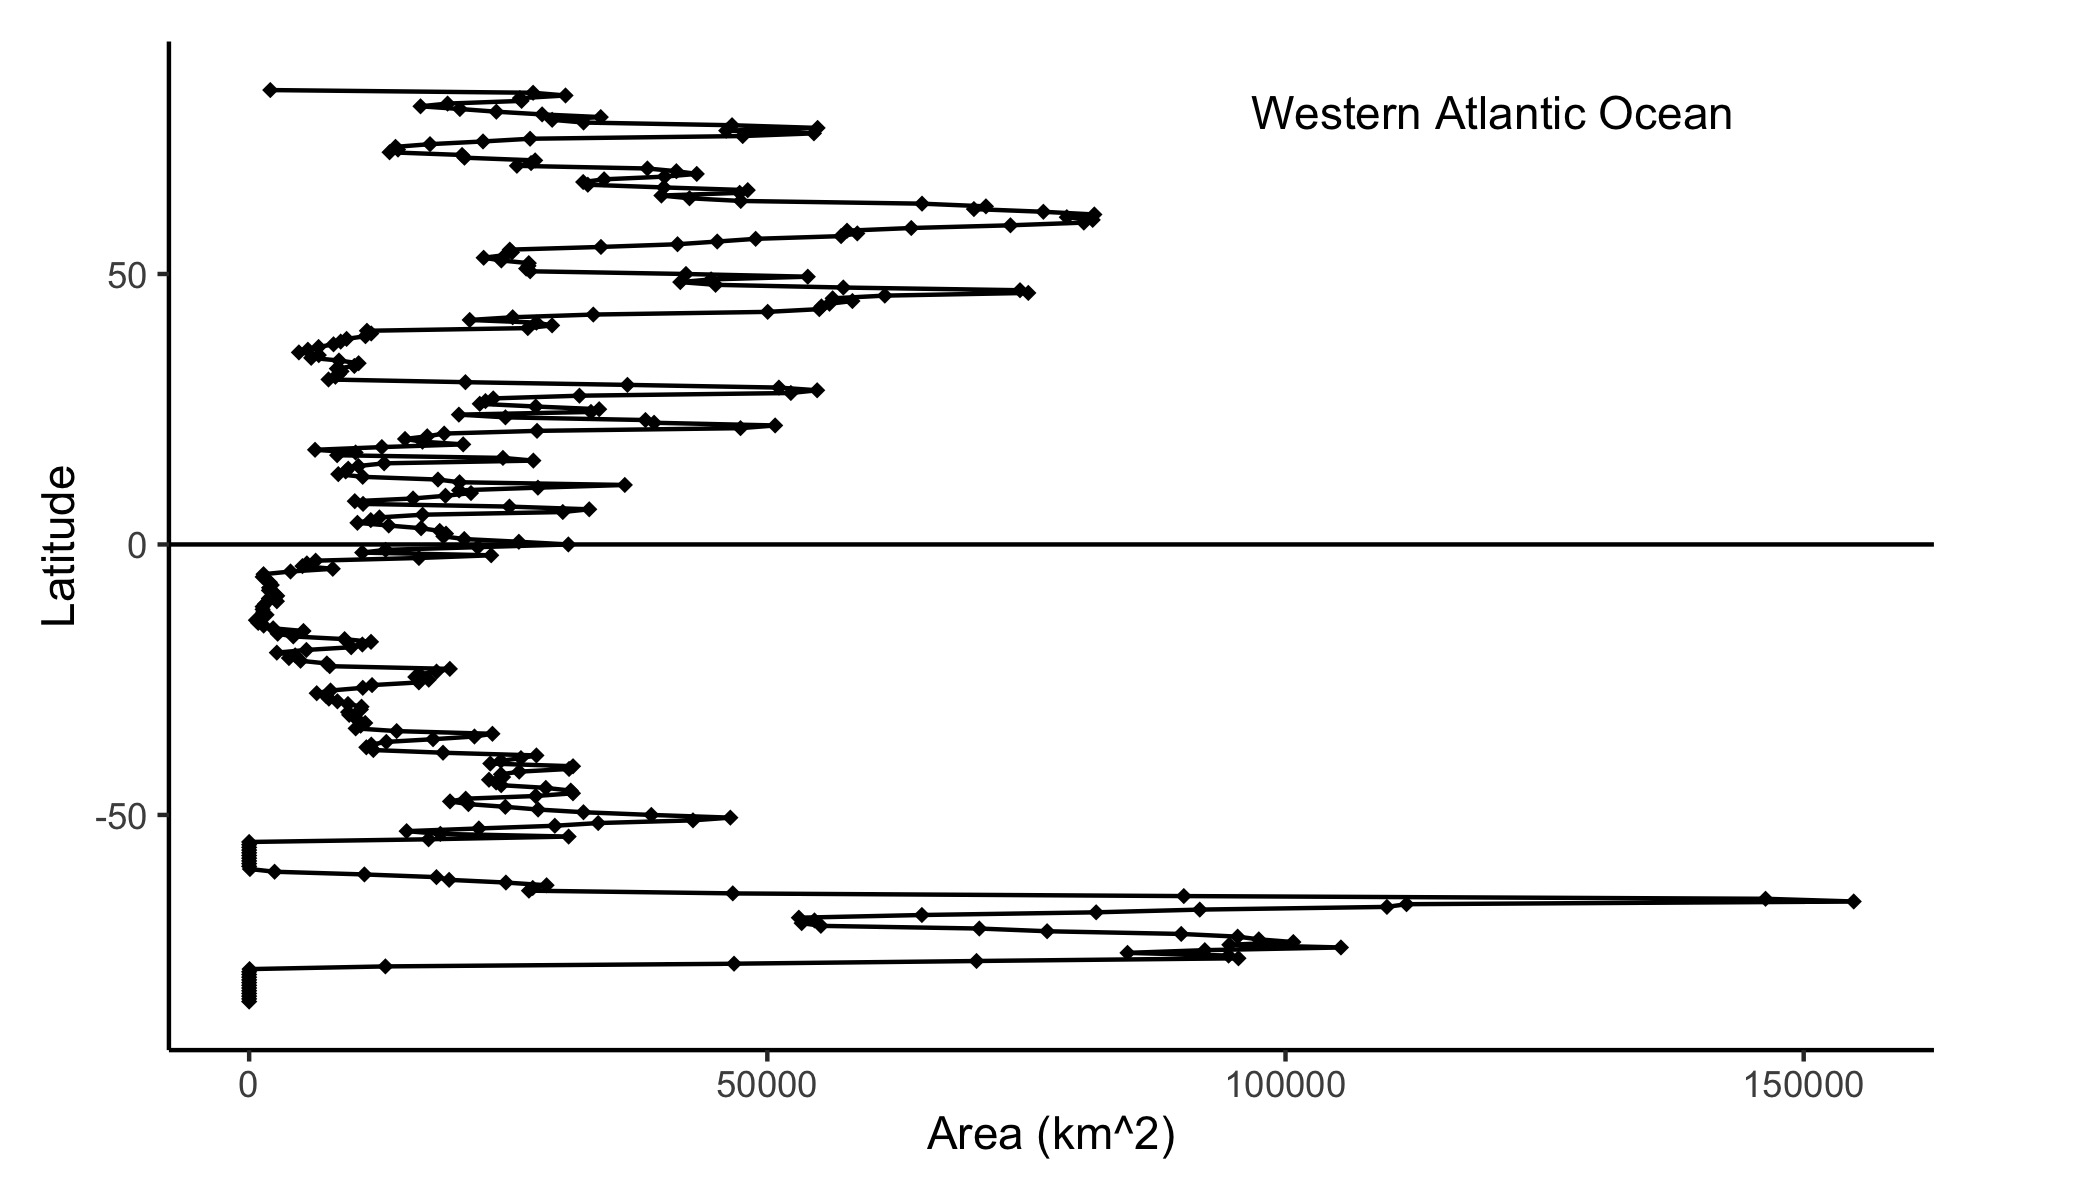 Western Atlantic Ocean
50
0
-50
Latitude
0 50000 100000 150000
Area (km^2)